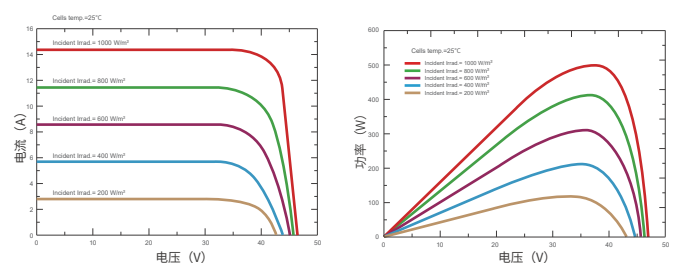 Cells temp.=25℃
16
14
12
10
8
6
4
2
0
电流（A）
Incident Irrad.= 1000 W/m²
Incident Irrad.= 800 W/m²
Incident Irrad.= 600 W/m²
Incident Irrad.= 400 W/m²
Incident Irrad.= 200 W/m²
0 10 20 30 40 50
电压（V）
600
500
400
300
200
100
0
功率（W）
Cells temp.=25℃
Incident Irrad.= 1000 W/m²
Incident Irrad.= 800 W/m²
Incident Irrad.= 600 W/m²
Incident Irrad.= 400 W/m²
Incident Irrad.= 200 W/m²
0 10 20 30 40 50
电压（V）